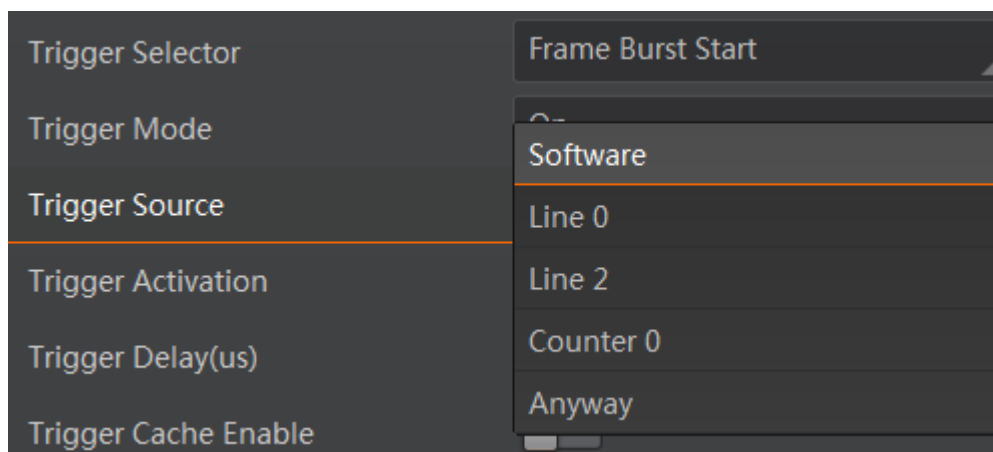 Trigger Selector
Frame Burst Start
Trigger Mode
Software
Trigger Source
Line 0
Line 2
Trigger Activation
Counter 0
Trigger Delay(us)
Anyway
Trigger Cache Enable